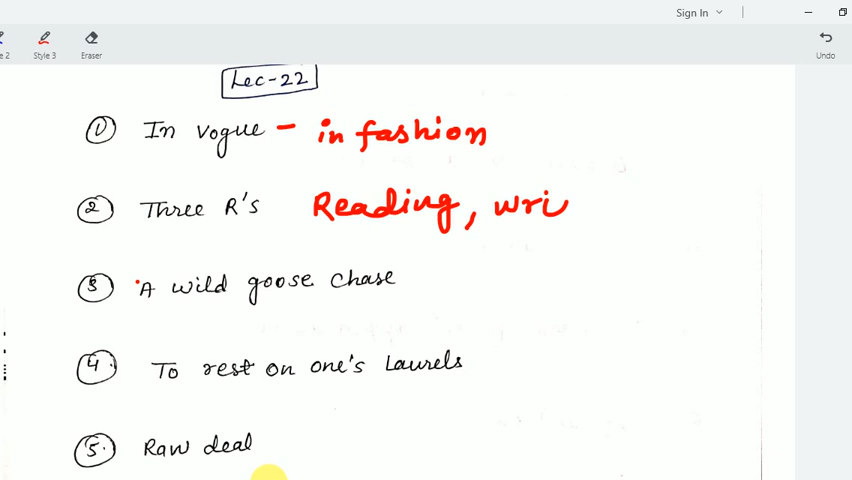 Sign In
e 2 Style 3 Eraser Undo
Lec-22
1) In vogue - in fashion
2 Three R's Reading, wri
3 A wild goose chase
4. To rest on one's Laurels
5. Raw deal